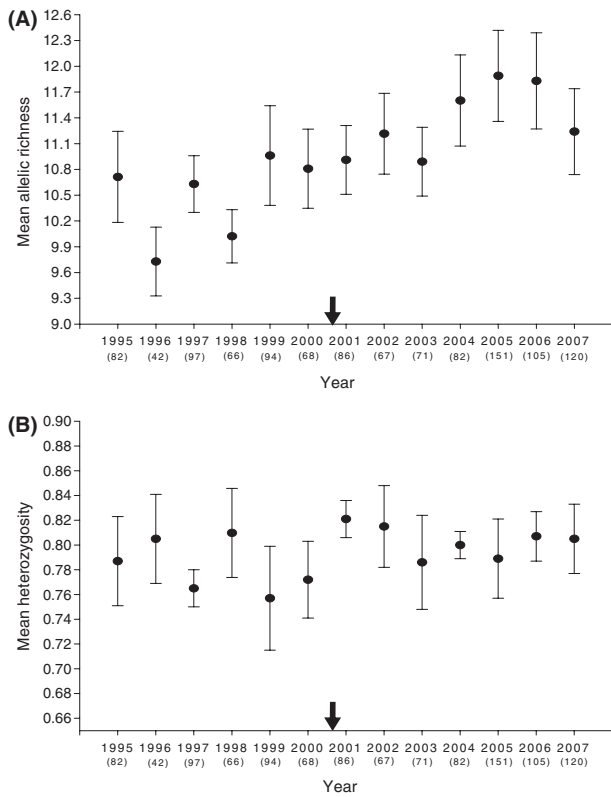 (A)
12.6
12.3
12.0
11.7
11.4
11.1
10.8
10.5
10.2
9.9
9.6
9.3
9.0
Mean allelic richness
1995 1996 1997 1998 1999 2000 2001 2002 2003 2004 2005 2006 2007
(82) (42) (97) (66) (94) (68) (86) (67) (71) (82) (151) (105) (120)
Year
(B)
0.90
0.88
0.86
0.84
0.82
0.80
0.78
0.76
0.74
0.72
0.70
0.68
0.66
Mean heterozygosity
1995 1996 1997 1998 1999 2000 2001 2002 2003 2004 2005 2006 2007
(82) (42) (97) (66) (94) (68) (86) (67) (71) (82) (151) (105) (120)
Year